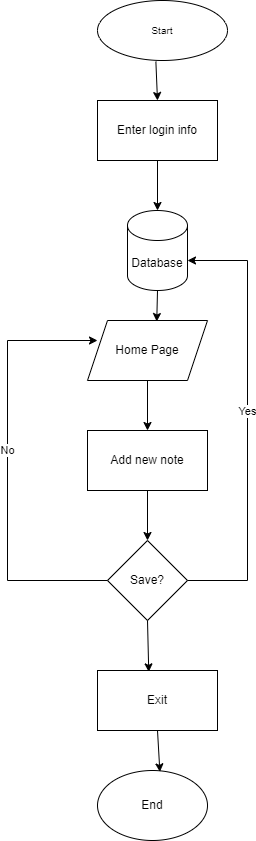 Start
Enter login info
Database
Home Page
Yes
No
Add new note
Save?
Exit
End